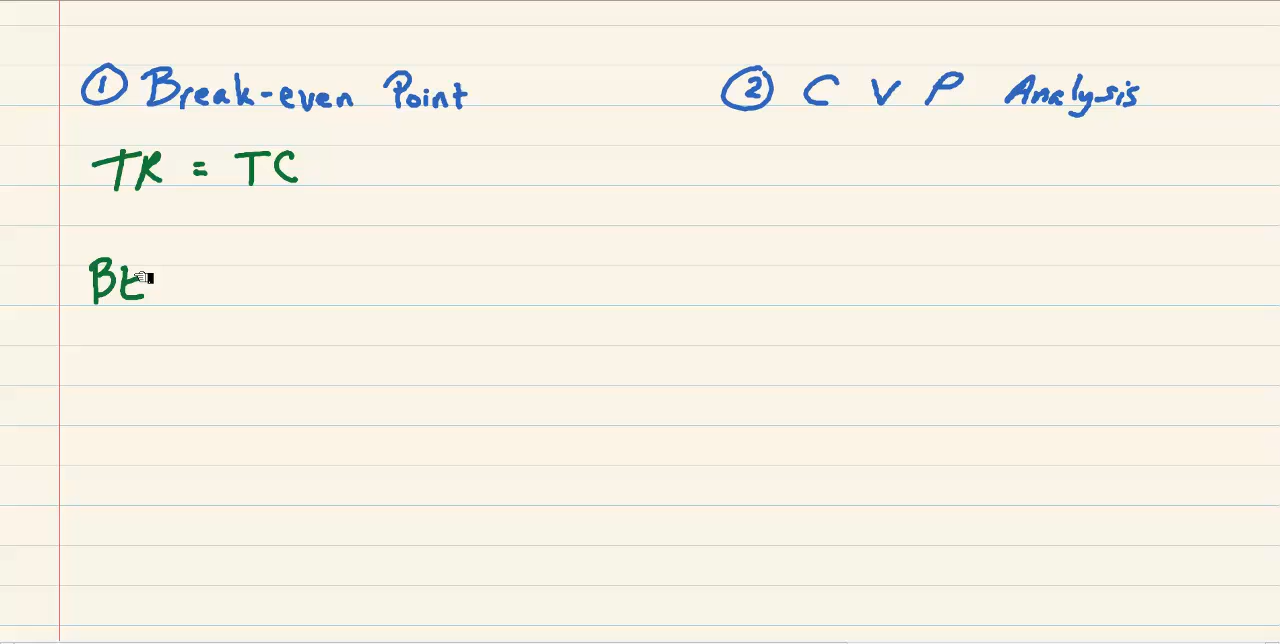 ① Break-even Point
② C V P Analysis
TR = TC
BE